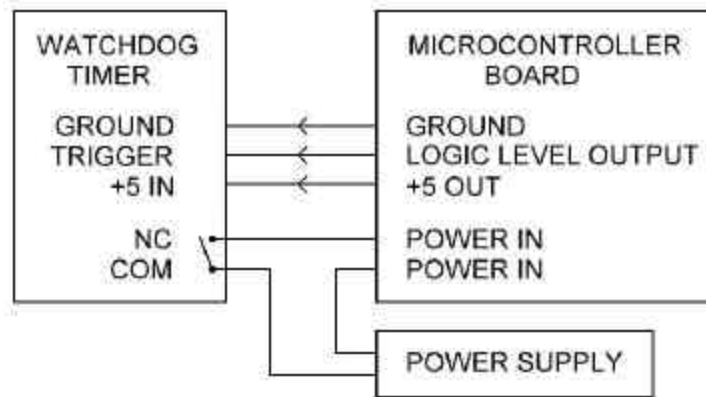 WATCHDOG
TIMER
GROUND
TRIGGER
+5 IN
NC
COM
MICROCONTROLLER
BOARD
GROUND
LOGIC LEVEL OUTPUT
+5 OUT
POWER IN
POWER IN
POWER SUPPLY